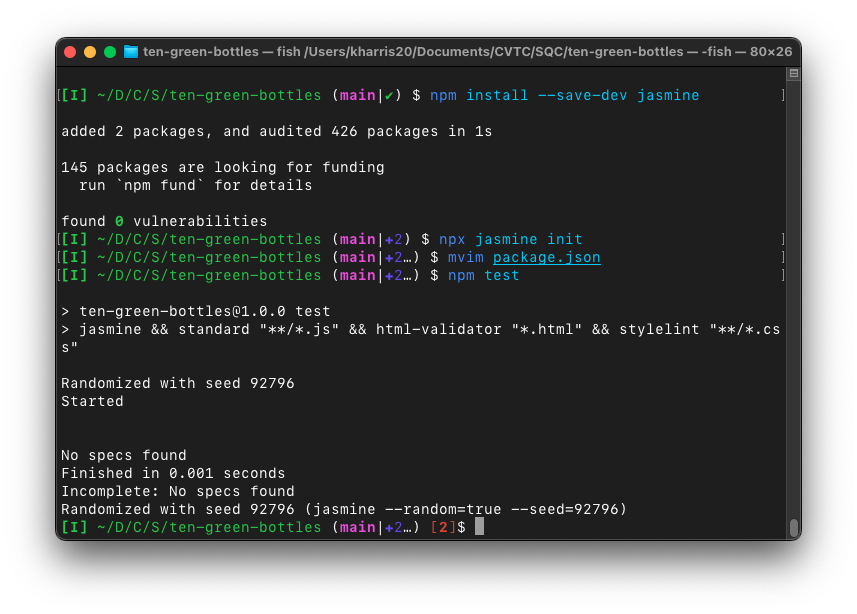 ten-green-bottles — fish /Users/kharris20/Documents/CVTC/SQC/ten-green-bottles — -fish — 80×26
[[I] ~/D/C/S/ten-green-bottles (main|✔) $ npm install --save-dev jasmine ]
added 2 packages, and audited 426 packages in 1s
145 packages are looking for funding
  run `npm fund` for details
found 0 vulnerabilities
[[I] ~/D/C/S/ten-green-bottles (main|+2) $ npx jasmine init ]
[[I] ~/D/C/S/ten-green-bottles (main|+2…) $ mvim package.json ]
[[I] ~/D/C/S/ten-green-bottles (main|+2…) $ npm test ]
> ten-green-bottles@1.0.0 test
> jasmine && standard "**/*.js" && html-validator "*.html" && stylelint "**/*.cs
s"
Randomized with seed 92796
Started
No specs found
Finished in 0.001 seconds
Incomplete: No specs found
Randomized with seed 92796 (jasmine --random=true --seed=92796)
[I] ~/D/C/S/ten-green-bottles (main|+2…) [2]$